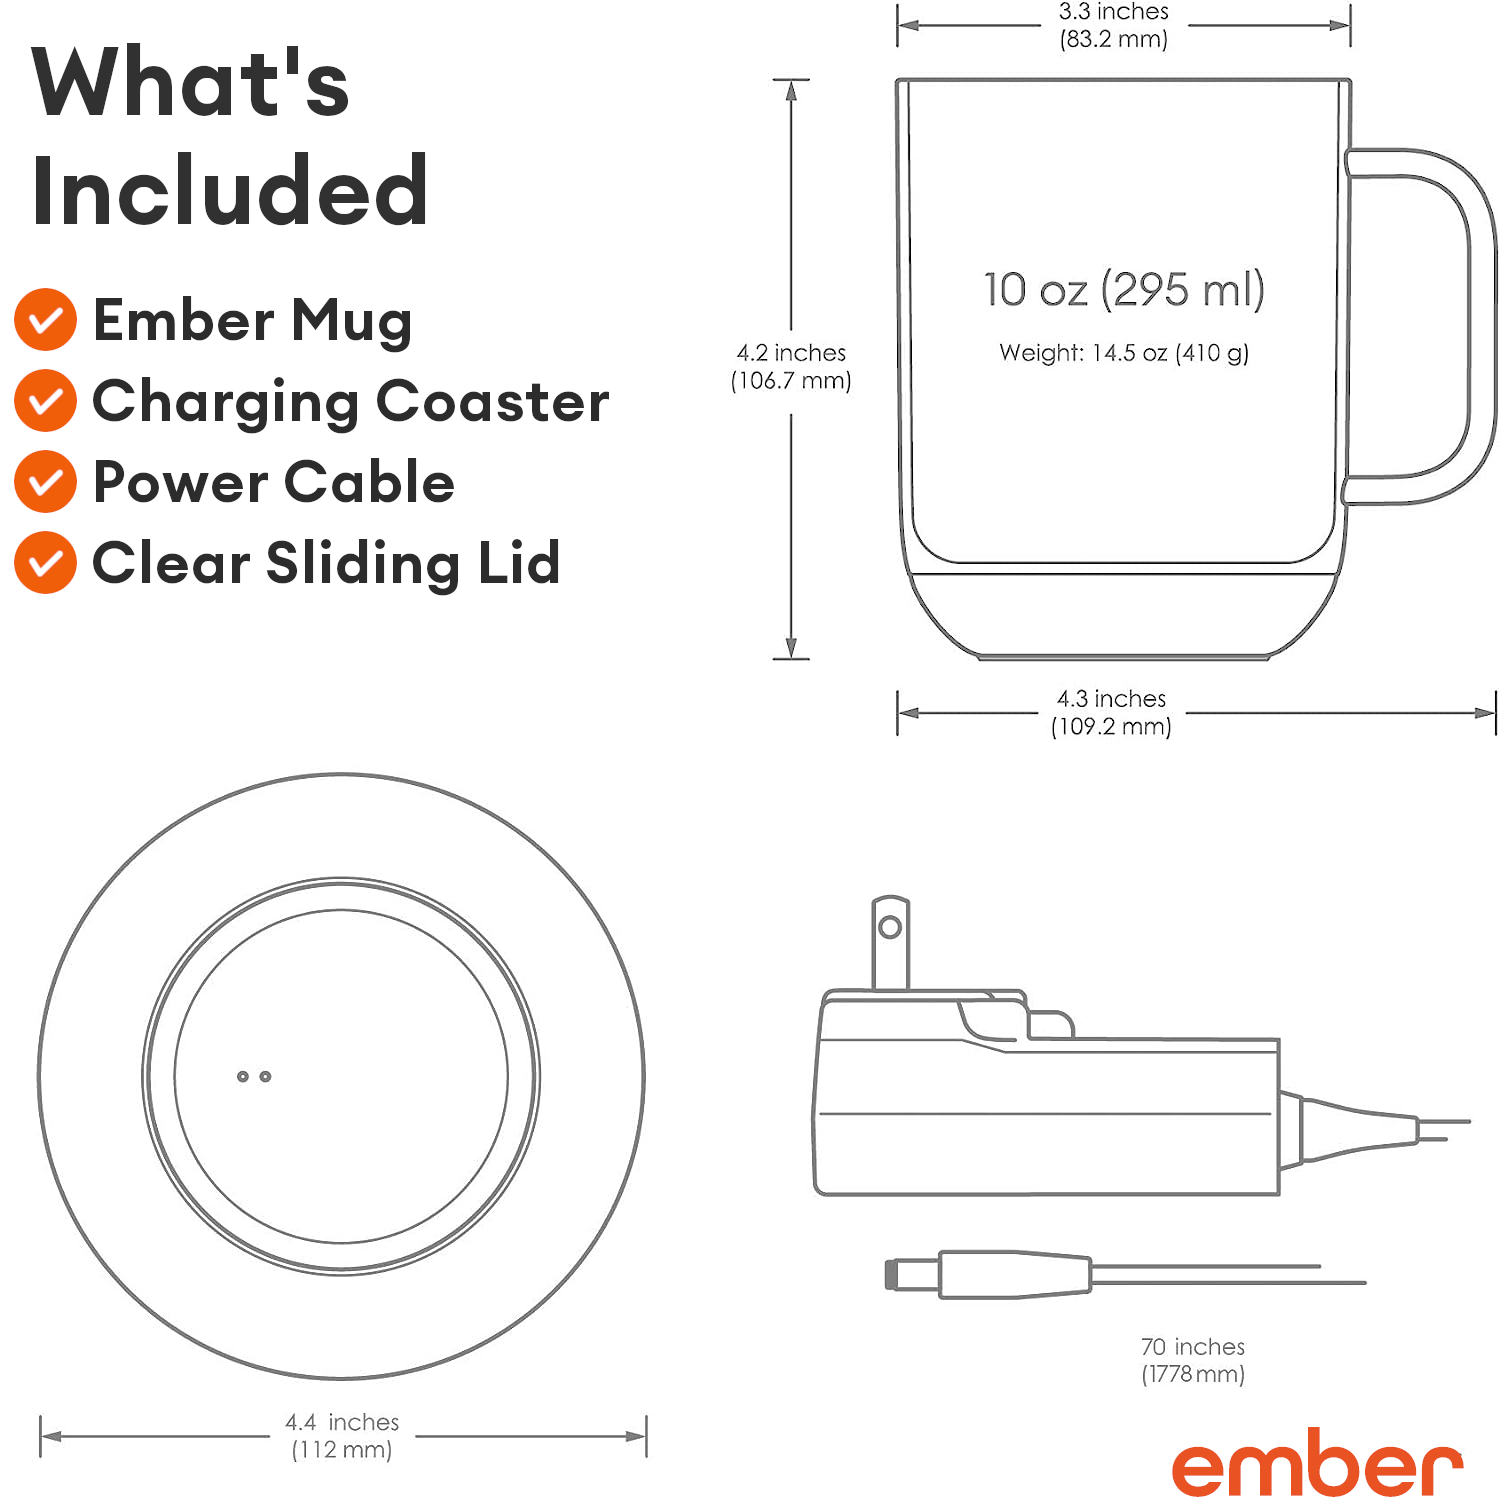 What's
Included
Ember Mug
Charging Coaster
Power Cable
Clear Sliding Lid
3.3 inches
(83.2 mm)
10 oz (295 ml)
Weight: 14.5 oz (410 g)
4.2 inches
(106.7 mm)
4.3 inches
(109.2 mm)
4.4 inches
(112 mm)
70 inches
(1778 mm)
ember